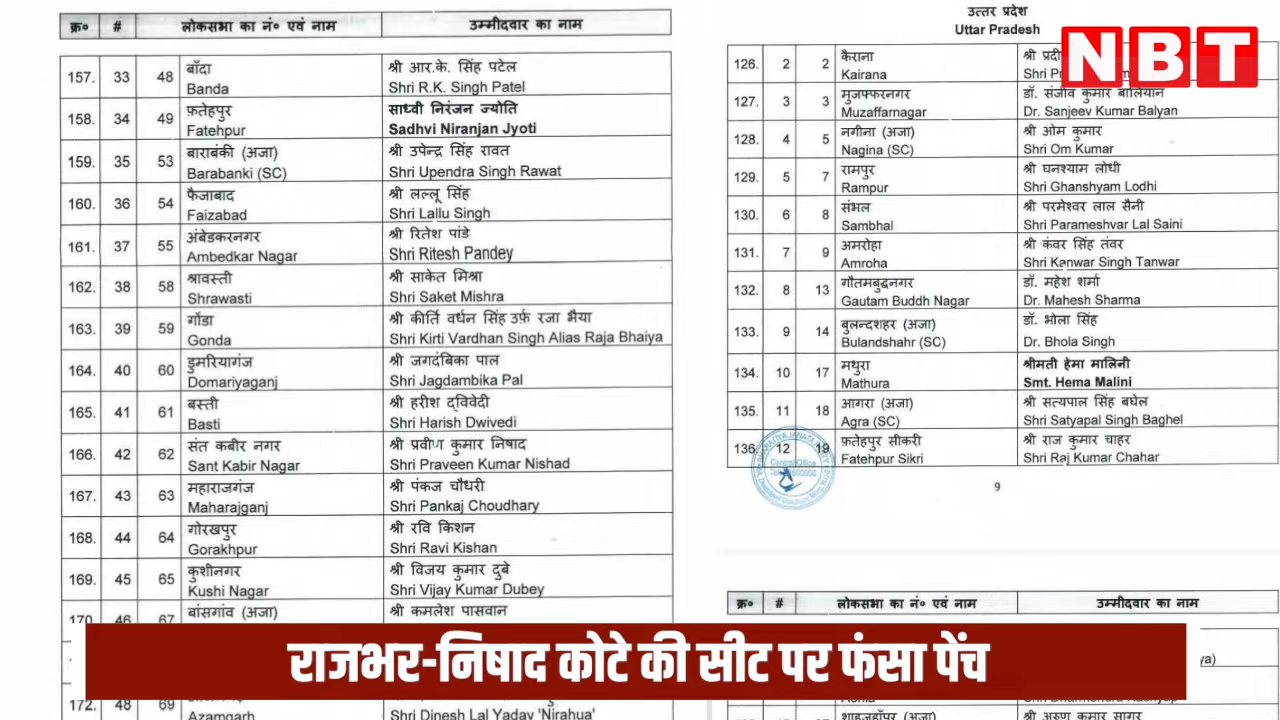 क्र०	#	लोकसभा का नं० एवं नाम	उम्मीदवार का नाम
157.	33	48	बाँदा	श्री आर.के. सिंह पटेल
Banda	Shri R.K. Singh Patel
158.	34	49	फ़तेहपुर	साध्वी निरंजन ज्योति
Fatehpur	Sadhvi Niranjan Jyoti
159.	35	53	बाराबंकी (अजा)	श्री उपेन्द्र सिंह रावत
Barabanki (SC)	Shri Upendra Singh Rawat
160.	36	54	फैजाबाद	श्री लल्लू सिंह
Faizabad	Shri Lallu Singh
161.	37	55	अंबेडकरनगर	श्री रितेश पांडे
Ambedkar Nagar	Shri Ritesh Pandey
162.	38	58	श्रावस्ती	श्री साकेत मिश्रा
Shrawasti	Shri Saket Mishra
163.	39	59	गोंडा	श्री कीर्ति वर्धन सिंह उर्फ़ रजा भैया
Gonda	Shri Kirti Vardhan Singh Alias Raja Bhaiya
164.	40	60	डुमरियागंज	श्री जगदंबिका पाल
Domariyaganj	Shri Jagdambika Pal
165.	41	61	बस्ती	श्री हरीश द्विवेदी
Basti	Shri Harish Dwivedi
166.	42	62	संत कबीर नगर	श्री प्रवीण कुमार निषाद
Sant Kabir Nagar	Shri Praveen Kumar Nishad
167.	43	63	महाराजगंज	श्री पंकज चौधरी
Maharajganj	Shri Pankaj Choudhary
168.	44	64	गोरखपुर	श्री रवि किशन
Gorakhpur	Shri Ravi Kishan
169.	45	65	कुशीनगर	श्री विजय कुमार दुबे
Kushi Nagar	Shri Vijay Kumar Dubey
170.	46	67	बांसगांव (अजा)	श्री कमलेश पासवान
172.	48	69	Azamgarh	Shri Dinesh Lal Yadav 'Nirahua'
उत्तर प्रदेश
Uttar Pradesh
NBT
126.	2	2	कैराना	श्री
Kairana	Shri
127.	3	3	मुजफ्फरनगर	डॉ. संजीव कुमार बालियान
Muzaffarnagar	Dr. Sanjeev Kumar Balyan
128.	4	5	नगीना (अजा)	श्री ओम कुमार
Nagina (SC)	Shri Om Kumar
129.	5	7	रामपुर	श्री घनश्याम लोधी
Rampur	Shri Ghanshyam Lodhi
130.	6	8	संभल	श्री परमेश्वर लाल सैनी
Sambhal	Shri Parameshvar Lal Saini
131.	7	9	अमरोहा	श्री कंवर सिंह तंवर
Amroha	Shri Kanwar Singh Tanwar
132.	8	13	गौतमबुद्धनगर	डॉ. महेश शर्मा
Gautam Buddh Nagar	Dr. Mahesh Sharma
133.	9	14	बुलन्दशहर (अजा)	डॉ. भोला सिंह
Bulandshahr (SC)	Dr. Bhola Singh
134.	10	17	मथुरा	श्रीमती हेमा मालिनी
Mathura	Smt. Hema Malini
135.	11	18	आगरा (अजा)	श्री सत्यपाल सिंह बघेल
Agra (SC)	Shri Satyapal Singh Baghel
136.	12	19	फ़तेहपुर सीकरी	श्री राज कुमार चाहर
Fatehpur Sikri	Shri Raj Kumar Chahar
9
क्र०	#	लोकसभा का नं० एवं नाम	उम्मीदवार का नाम
शाहजहाँपुर (अजा)	श्री अरुण कुमार सागर
राजभर-निषाद कोटे की सीट पर फंसा पेंच